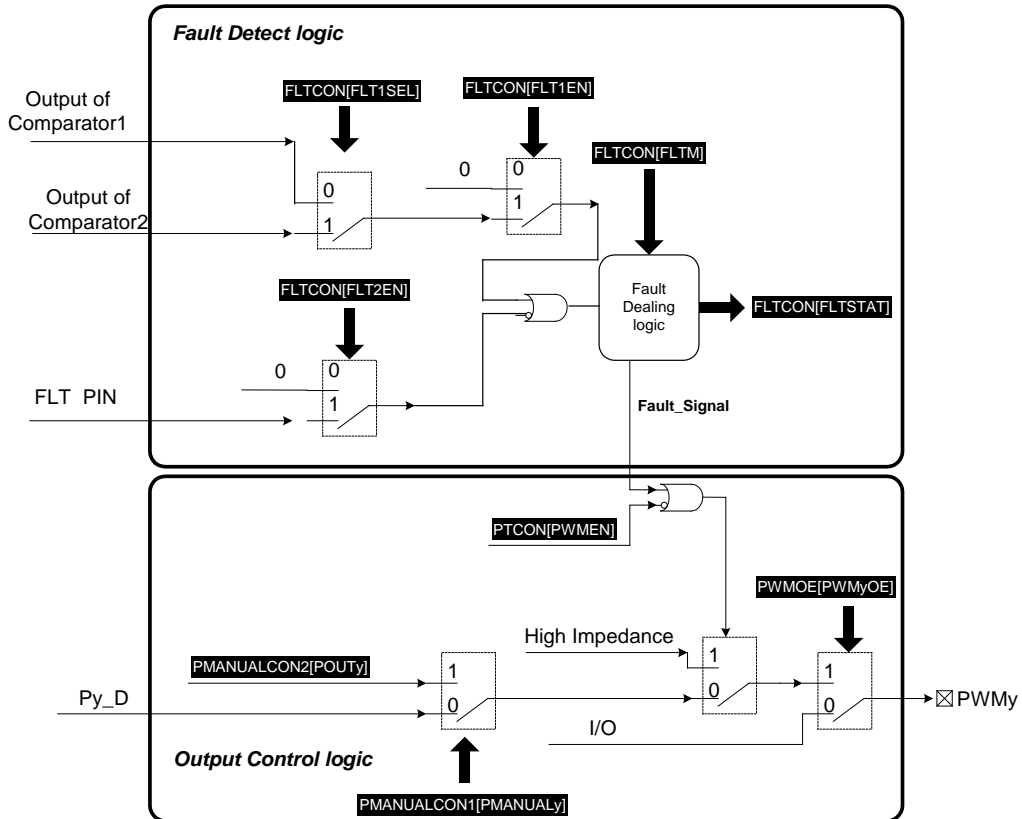 Fault Detect logic
FLTCON[FLT1SEL]
FLTCON[FLT1EN]
Output of
Comparator1
FLTCON[FLTM]
0
0
0
1
Output of
Comparator2
1
FLTCON[FLT2EN]
Fault
Dealing
logic
FLTCON[FLTSTAT]
0
0
1
FLT PIN
Fault_Signal
PTCON[PWMEN]
PWMOE[PWMyOE]
High Impedance
1
PMANUALCON2[POUTy]
1
1
0
Py_D
0
0
PWMy
I/O
Output Control logic
PMANUALCON1[PMANUALy]